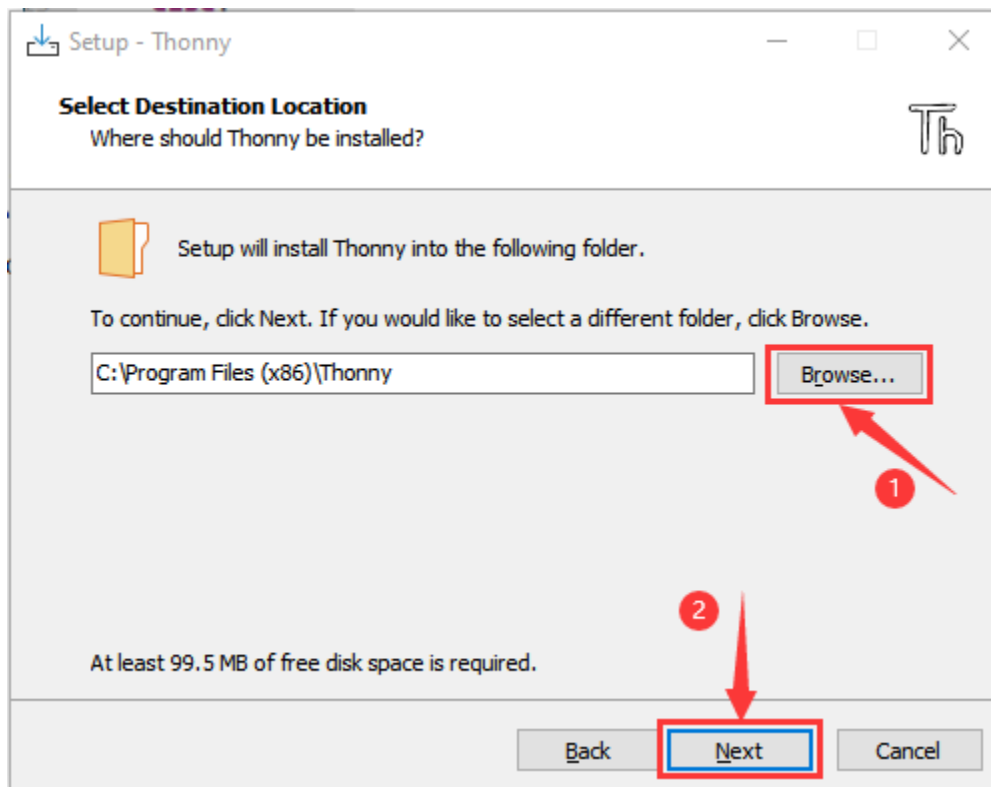 Setup - Thonny
Select Destination Location
Where should Thonny be installed?
Th
Setup will install Thonny into the following folder.
To continue, click Next. If you would like to select a different folder, click Browse.
C:\Program Files (x86)\Thonny
Browse...
1
2
At least 99.5 MB of free disk space is required.
Back
Next
Cancel